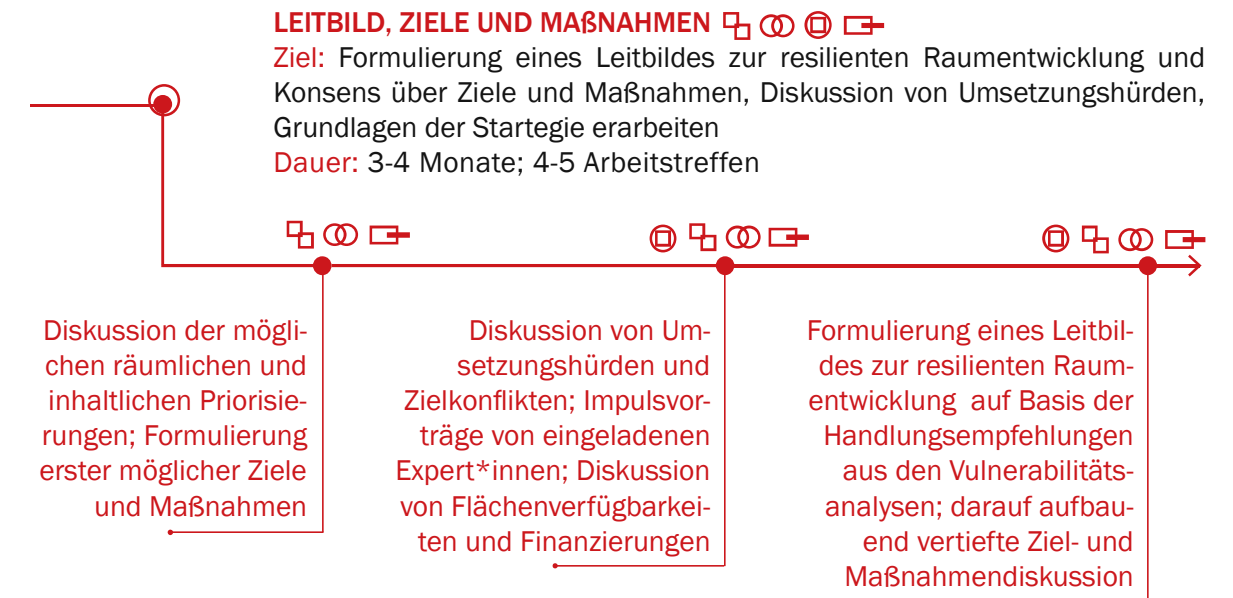 LEITBILD, ZIELE UND MAßNAHMEN
Ziel: Formulierung eines Leitbildes zur resilienten Raumentwicklung und
Konsens über Ziele und Maßnahmen, Diskussion von Umsetzungshürden,
Grundlagen der Startegie erarbeiten
Dauer: 3-4 Monate; 4-5 Arbeitstreffen
Diskussion der mögli-
chen räumlichen und
inhaltlichen Priorisie-
rungen; Formulierung
erster möglicher Ziele
und Maßnahmen
Diskussion von Um-
setzungshürden und
Zielkonflikten; Impulsvor-
träge von eingeladenen
Expert*innen; Diskussion
von Flächenverfügbarkei-
ten und Finanzierungen
Formulierung eines Leitbil-
des zur resilienten Raum-
entwicklung auf Basis der
Handlungsempfehlungen
aus den Vulnerabilitäts-
analysen; darauf aufbau-
end vertiefte Ziel- und
Maßnahmendiskussion